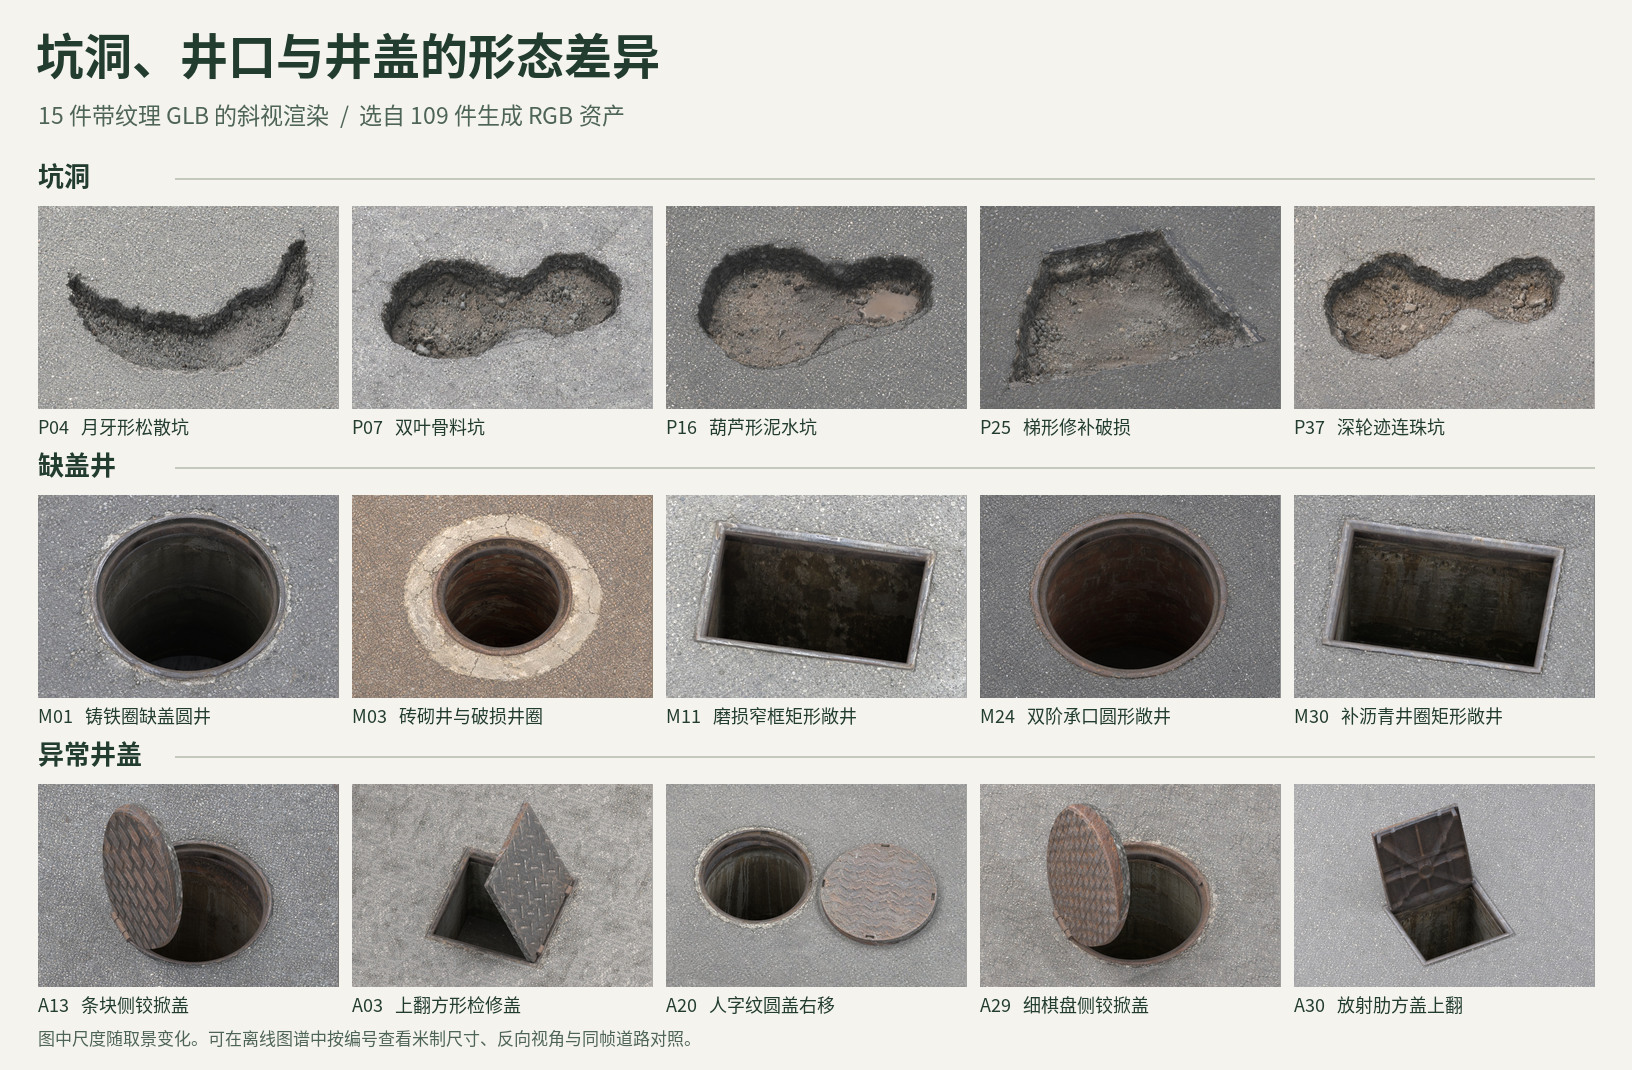 坑洞、井口与井盖的形态差异
15 件带纹理 GLB 的斜视渲染 / 选自 109 件生成 RGB 资产
坑洞
P04 月牙形松散坑
P07 双叶骨料坑
P16 葫芦形泥水坑
P25 梯形修补破损
P37 深轮迹连珠坑
缺盖井
M01 铸铁圈缺盖圆井
M03 砖砌井与破损井圈
M11 磨损窄框矩形敞井
M24 双阶承口圆形敞井
M30 补沥青井圈矩形敞井
异常井盖
A13 条块侧铰掀盖
A03 上翻方形检修盖
A20 人字纹圆盖右移
A29 细棋盘侧铰掀盖
A30 放射肋方盖上翻
图中尺度随取景变化。可在离线图谱中按编号查看米制尺寸、反向视角与同帧道路对照。